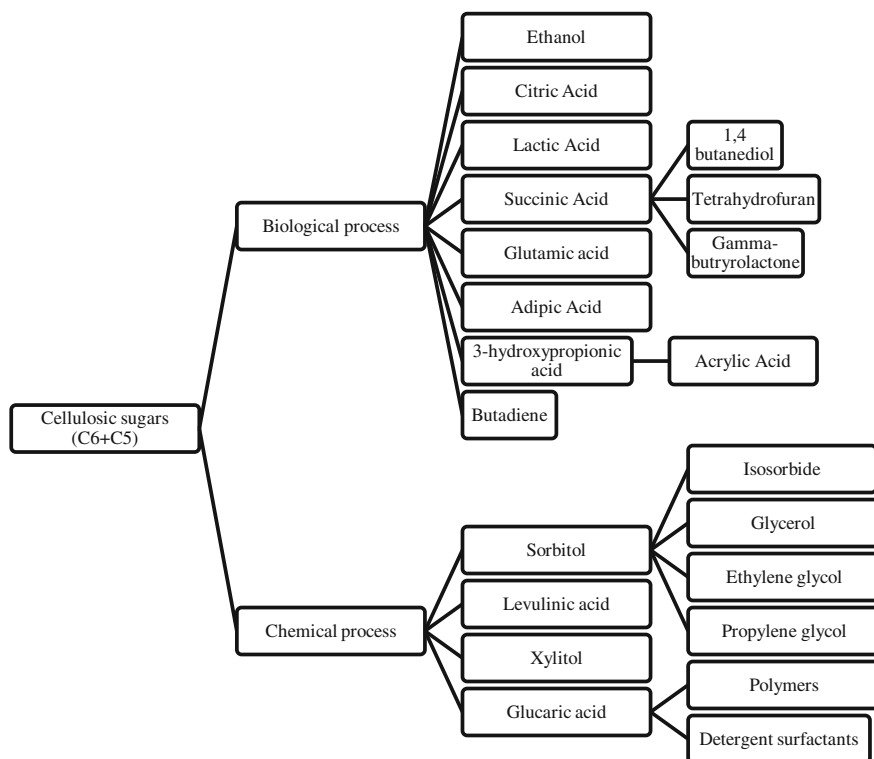 Cellulosic sugars
(C6+C5)
Biological process
Ethanol
Citric Acid
Lactic Acid
Succinic Acid
1,4
butanediol
Tetrahydrofuran
Gamma-
butryrolactone
Glutamic acid
Adipic Acid
3-hydroxypropionic
acid
Acrylic Acid
Butadiene
Chemical process
Sorbitol
Isosorbide
Glycerol
Ethylene glycol
Propylene glycol
Levulinic acid
Xylitol
Glucaric acid
Polymers
Detergent surfactants